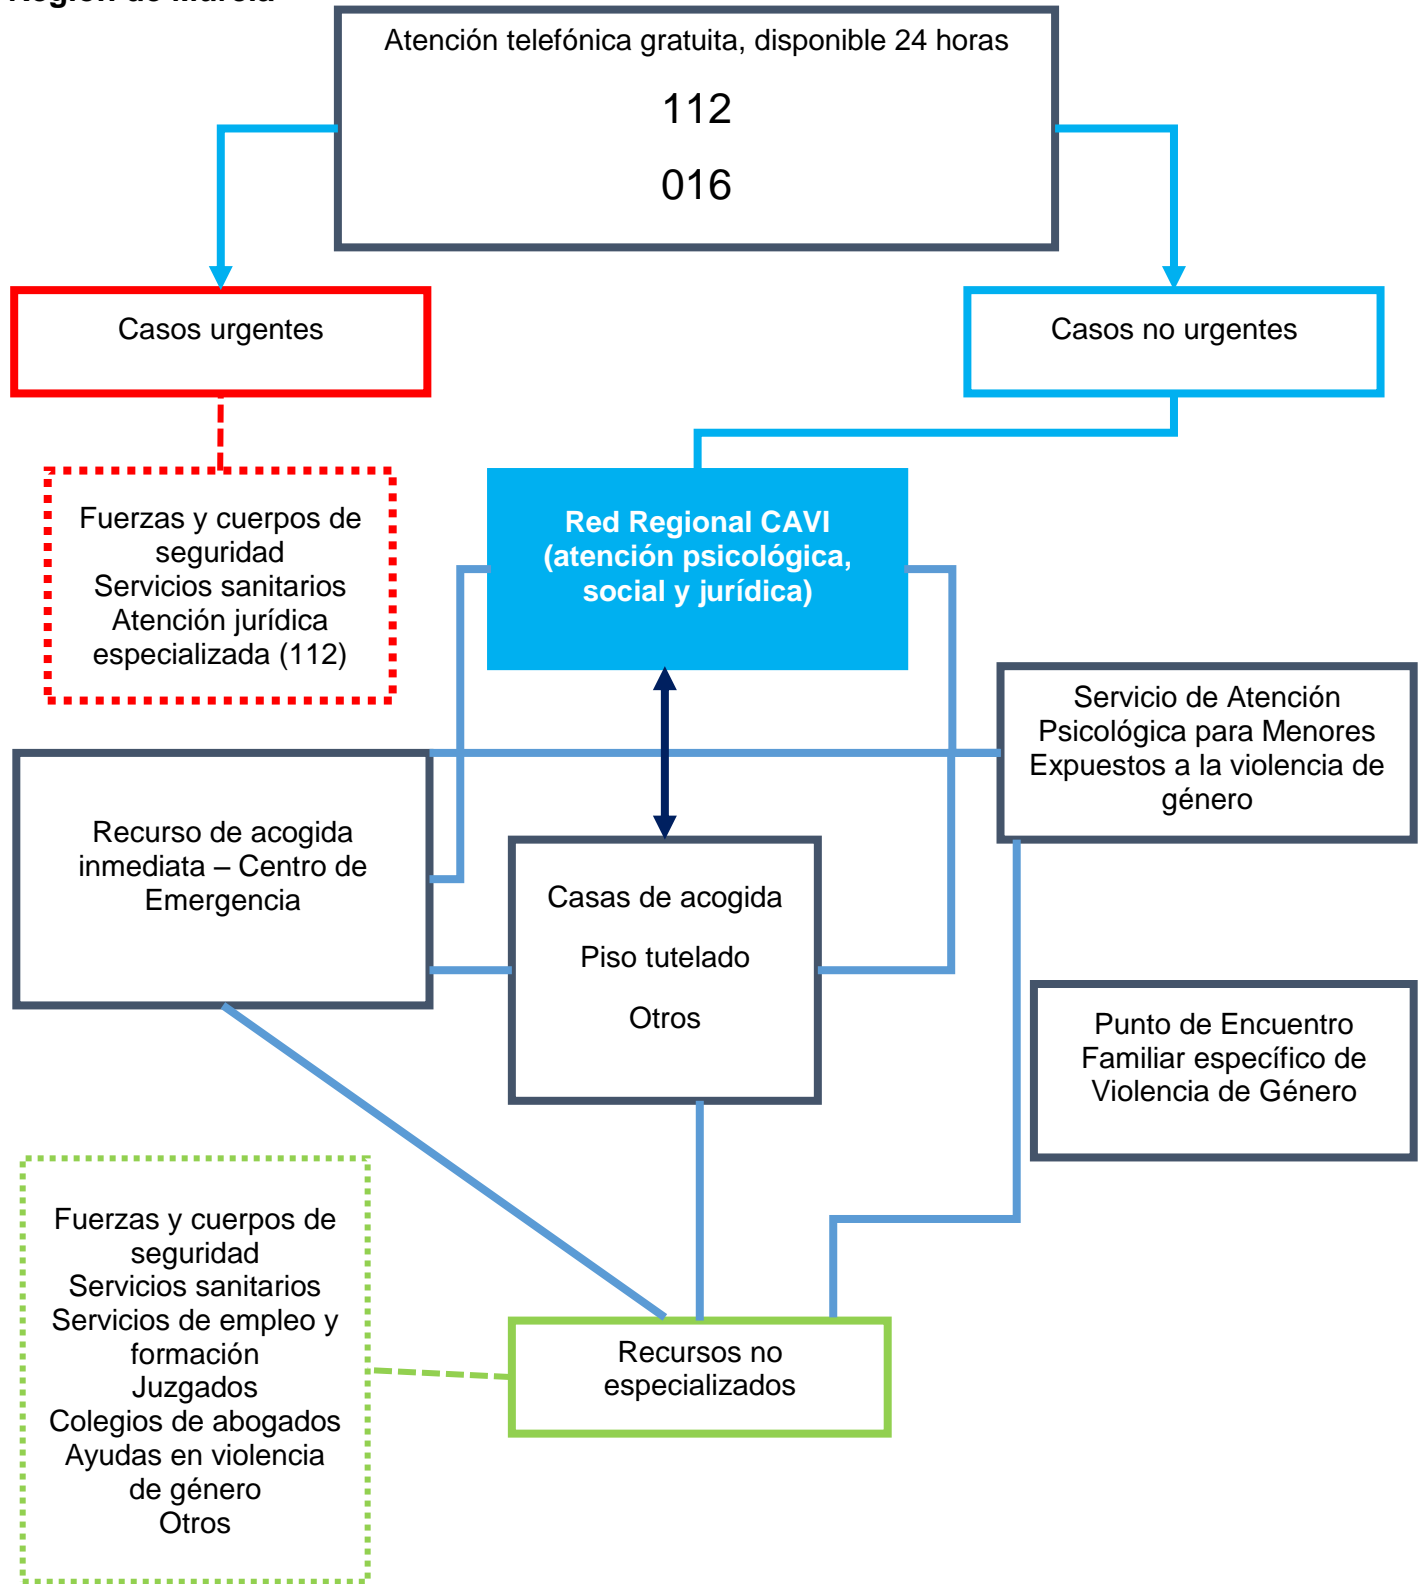 Región de Murcia
Atención telefónica gratuita, disponible 24 horas
112
016
Casos urgentes
Casos no urgentes
Fuerzas y cuerpos de
seguridad
Servicios sanitarios
Atención jurídica
especializada (112)
Red Regional CAVI
(atención psicológica,
social y jurídica)
Servicio de Atención
Psicológica para Menores
Expuestos a la violencia de
género
Recurso de acogida
inmediata – Centro de
Emergencia
Casas de acogida
Piso tutelado
Otros
Punto de Encuentro
Familiar específico de
Violencia de Género
Fuerzas y cuerpos de
seguridad
Servicios sanitarios
Servicios de empleo y
formación
Juzgados
Colegios de abogados
Ayudas en violencia
de género
Otros
Recursos no
especializados